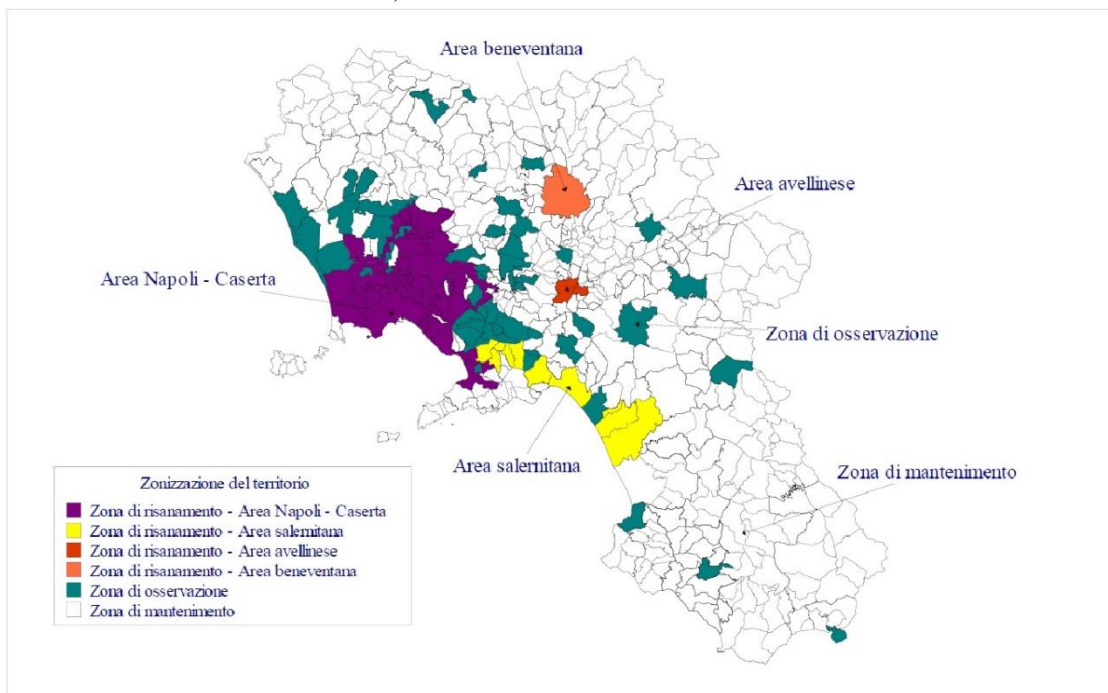 Area beneventana
Area avellinese
Area Napoli - Caserta
Zona di osservazione
Area salernitana
Zona di mantenimento
Zonizzazione del territorio
Zona di risanamento - Area Napoli - Caserta
Zona di risanamento - Area salernitana
Zona di risanamento - Area avellinese
Zona di risanamento - Area beneventana
Zona di osservazione
Zona di mantenimento